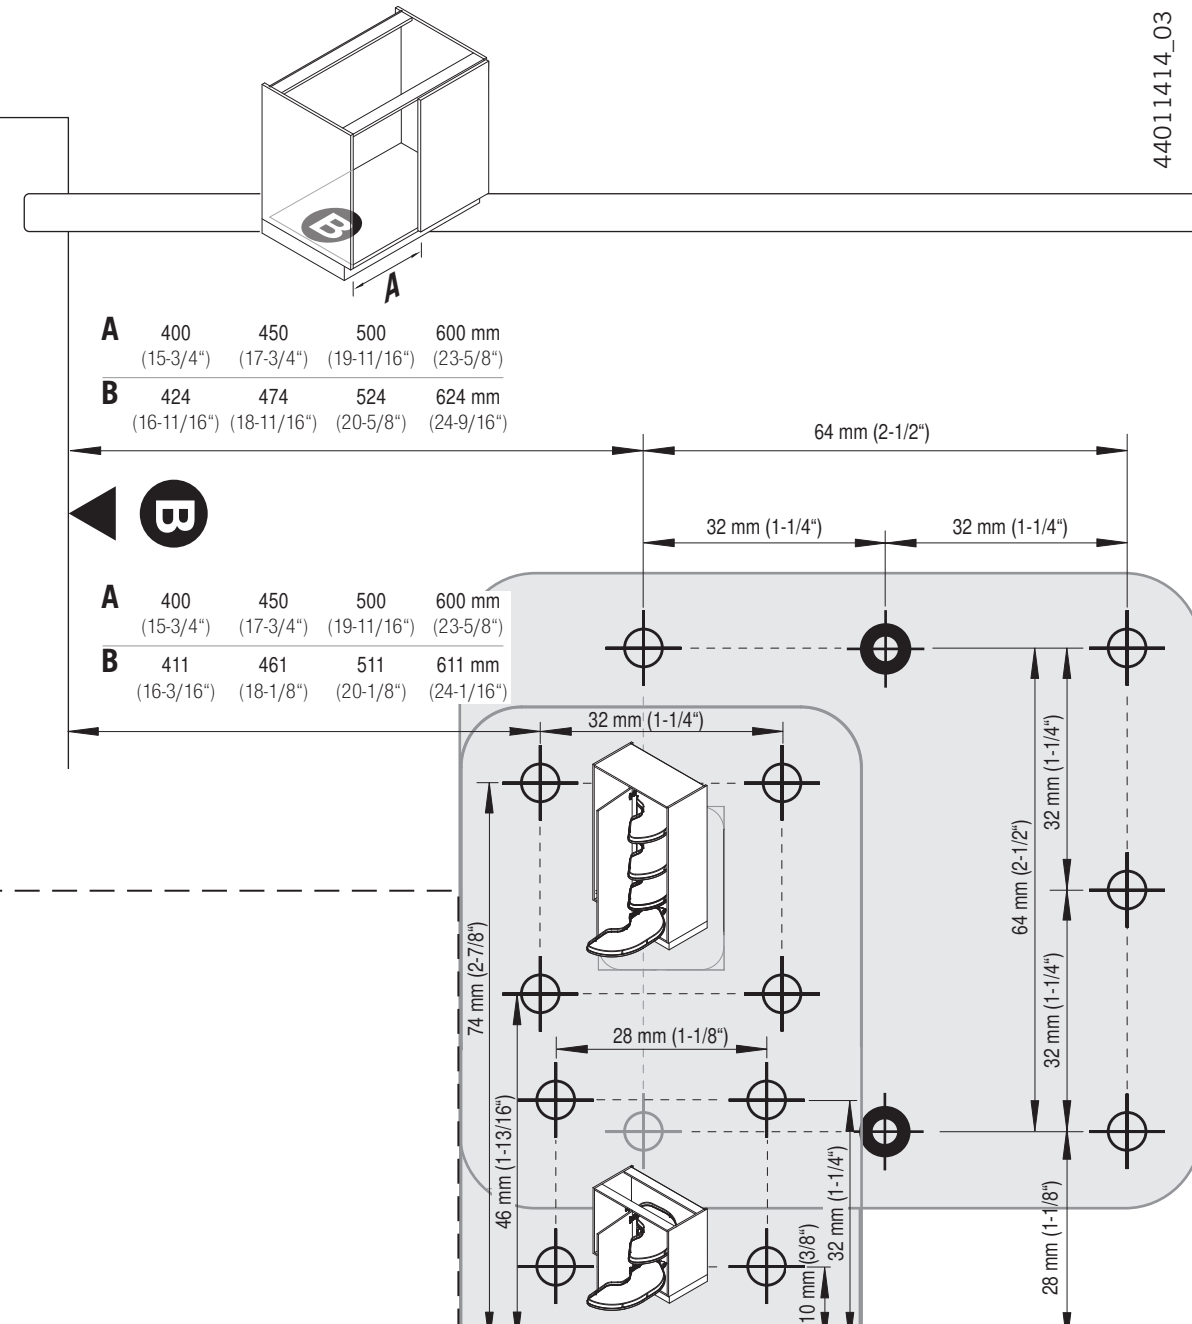 44011414_03
B
A
A 400 450 500 600 mm
(15-3/4“) (17-3/4“) (19-11/16“) (23-5/8“)
B 424 474 524 624 mm
(16-11/16“) (18-11/16“) (20-5/8“) (24-9/16“)
64 mm (2-1/2“)
B
32 mm (1-1/4“) 32 mm (1-1/4“)
A 400 450 500 600 mm
(15-3/4“) (17-3/4“) (19-11/16“) (23-5/8“)
B 411 461 511 611 mm
(16-3/16“) (18-1/8“) (20-1/8“) (24-1/16“)
32 mm (1-1/4“)
32 mm (1-1/4“)
64 mm (2-1/2“)
74 mm (2-7/8“)
32 mm (1-1/4“)
28 mm (1-1/8“)
46 mm (1-13/16“)
32 mm (1-1/4“)
28 mm (1-1/8“)
10 mm (3/8“)